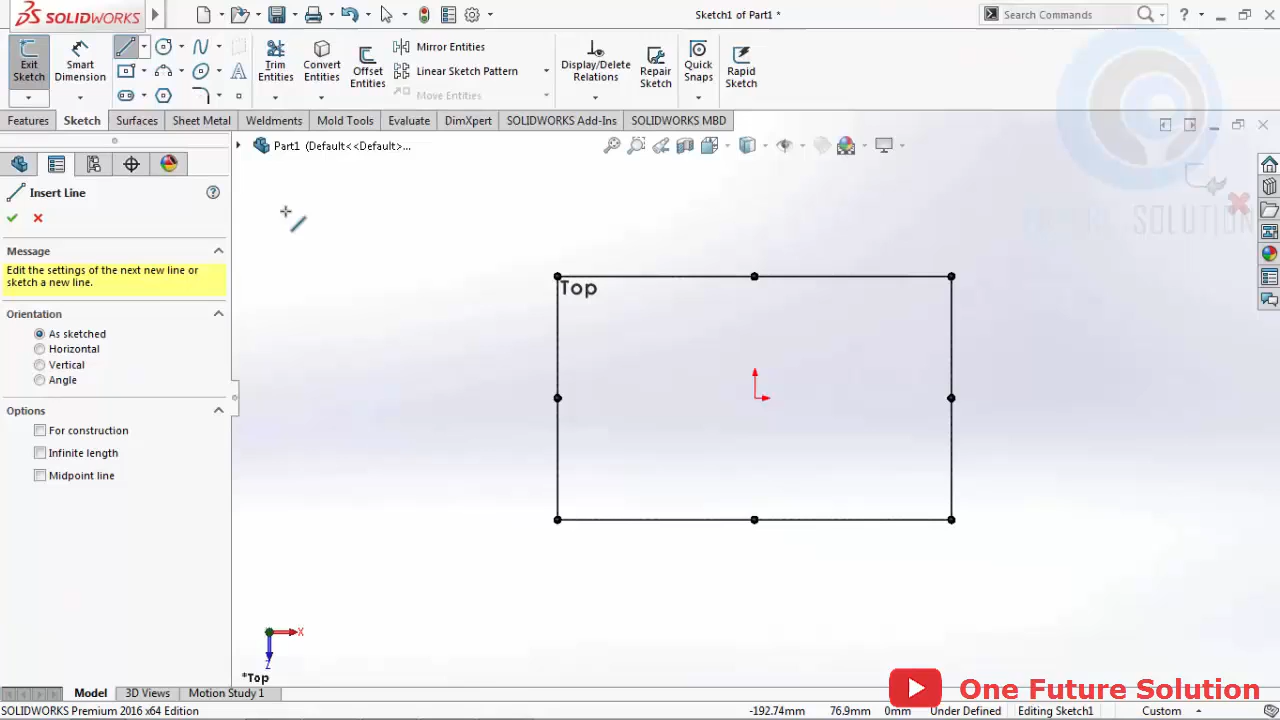 SOLIDWORKS
Sketch1 of Part1 *
Search Commands
Exit Sketch
Smart Dimension
Trim Entities
Convert Entities
Offset Entities
Mirror Entities
Linear Sketch Pattern
Move Entities
Display/Delete Relations
Repair Sketch
Quick Snaps
Rapid Sketch
Features
Sketch
Surfaces
Sheet Metal
Weldments
Mold Tools
Evaluate
DimXpert
SOLIDWORKS Add-Ins
SOLIDWORKS MBD
Part1 (Default<<Default>...
Insert Line
Message
Edit the settings of the next new line or
sketch a new line.
Orientation
As sketched
Horizontal
Vertical
Angle
Options
For construction
Infinite length
Midpoint line
Top
X
Z
*Top
Model
3D Views
Motion Study 1
One Future Solution
SOLIDWORKS Premium 2016 x64 Edition
-192.74mm
76.9mm
0mm
Under Defined
Editing Sketch1
Custom